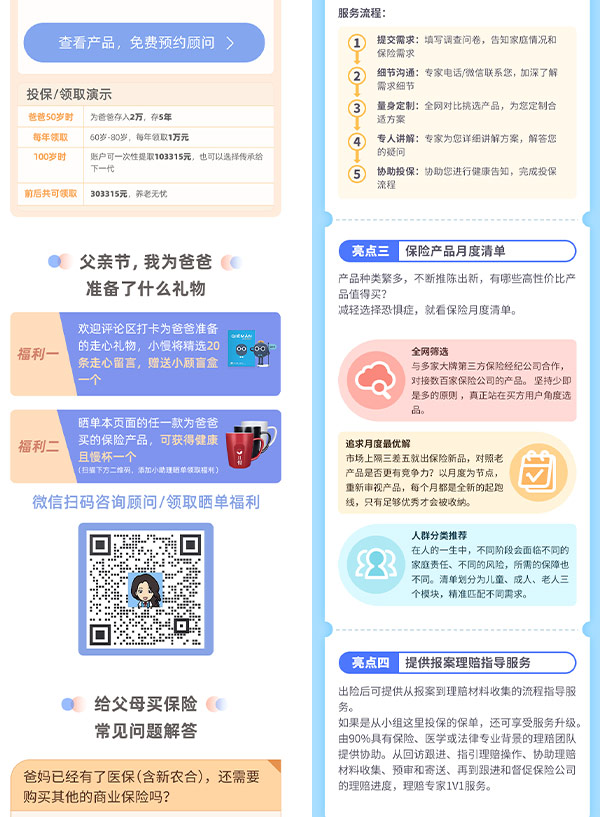 查看产品，免费预约顾问
投保/领取演示
爸爸50岁时 为爸爸存入2万，存5年
每年领取 60岁-80岁，每年领取1万元
100岁时 账户可一次性提取103315元，也可以选择传承给
下一代
前后共可领取 303315元，养老无忧
父亲节，我为爸爸
准备了什么礼物
福利一
欢迎评论区打卡为爸爸准备
的走心礼物，小慢将精选20
条走心留言，赠送小顾盲盒
一个
福利二
晒单本页面的任一款为爸爸
买的保险产品，可获得健康
且慢杯一个
(扫描下方二维码，添加小助理晒单领取福利)
微信扫码咨询顾问/领取晒单福利
给父母买保险
常见问题解答
爸妈已经有了医保(含新农合)，还需要
购买其他的商业保险吗？
服务流程：
1 提交需求：填写调查问卷，告知家庭情况和
保险需求
2 细节沟通：专家电话/微信联系您，加深了解
需求细节
3 量身定制：全网对比挑选产品，为您定制合
适方案
4 专人讲解：专家为您详细讲解方案，解答您
的疑问
5 协助投保：协助您进行健康告知，完成投保
流程
亮点三 保险产品月度清单
产品种类繁多，不断推陈出新，有哪些高性价比产
品值得买？
减轻选择恐惧症，就看保险月度清单。
全网筛选
与多家大牌第三方保险经纪公司合作，
对接数百家保险公司的产品。 坚持少即
是多的原则 ，真正站在买方用户角度选
品。
追求月度最优解
市场上隔三差五就出保险新品，对照老
产品是否更有竞争力？以月度为节点，
重新审视产品，每个月都是全新的起跑
线，只有足够优秀才会被收纳。
人群分类推荐
在人的一生中，不同阶段会面临不同的
家庭责任、不同的风险，所需的保障也
不同。清单划分为儿童、成人、老人三
个模块，精准匹配不同需求。
亮点四 提供报案理赔指导服务
出险后可提供从报案到理赔材料收集的流程指导服
务。
如果是从小组这里投保的保单，还可享受服务升级。
由90%具有保险、医学或法律专业背景的理赔团队
提供协助。从回访跟进、指引理赔操作、协助理赔
材料收集、预审和寄送、再到跟进和督促保险公司
的理赔进度，理赔专家1V1服务。